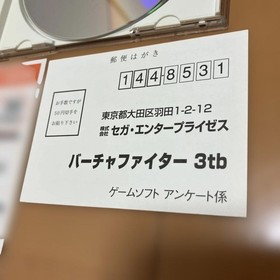 郵便はがき
1448531
お手数ですが
50円切手を
お貼り下さい
東京都大田区羽田1-2-12
株式会社 セガ・エンタープライゼス
バーチャファイター 3tb
ゲームソフト アンケート係